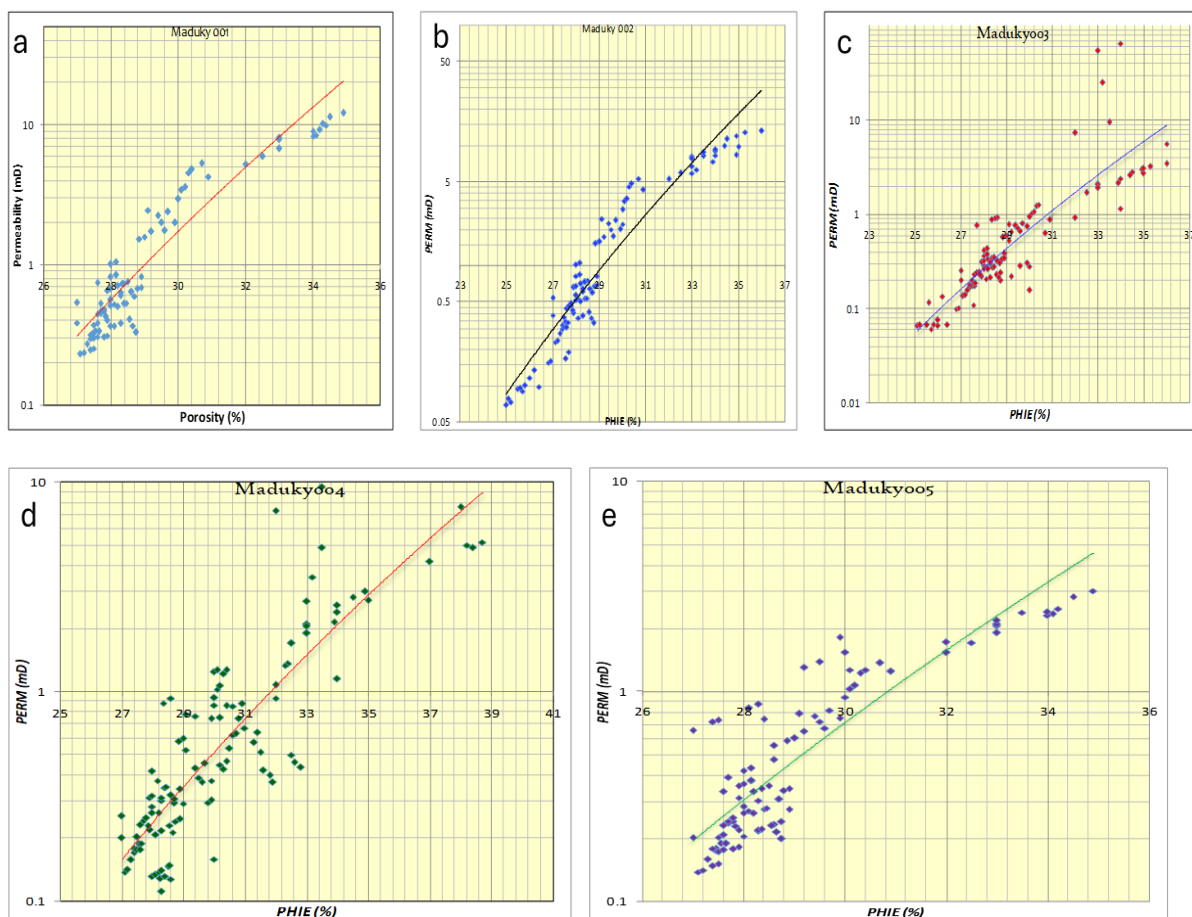 a
Maduky 001
Permeability (mD)
10
1
0.1
26 28 30 32 34 36
Porosity (%)
b
Maduky 002
PERM (mD)
50
5
0.5
0.05
25 27 29 31 33 35 37
PHIE (%)
c
Maduky003
PERM (mD)
10
1
0.1
0.01
23 25 27 29 31 33 35 37
PHIE(%)
d
Maduky004
PERM (mD)
10
1
0.1
25 27 29 31 33 35 37 39 41
PHIE (%)
e
Maduky005
PERM (mD)
10
1
0.1
26 28 30 32 34 36
PHIE (%)